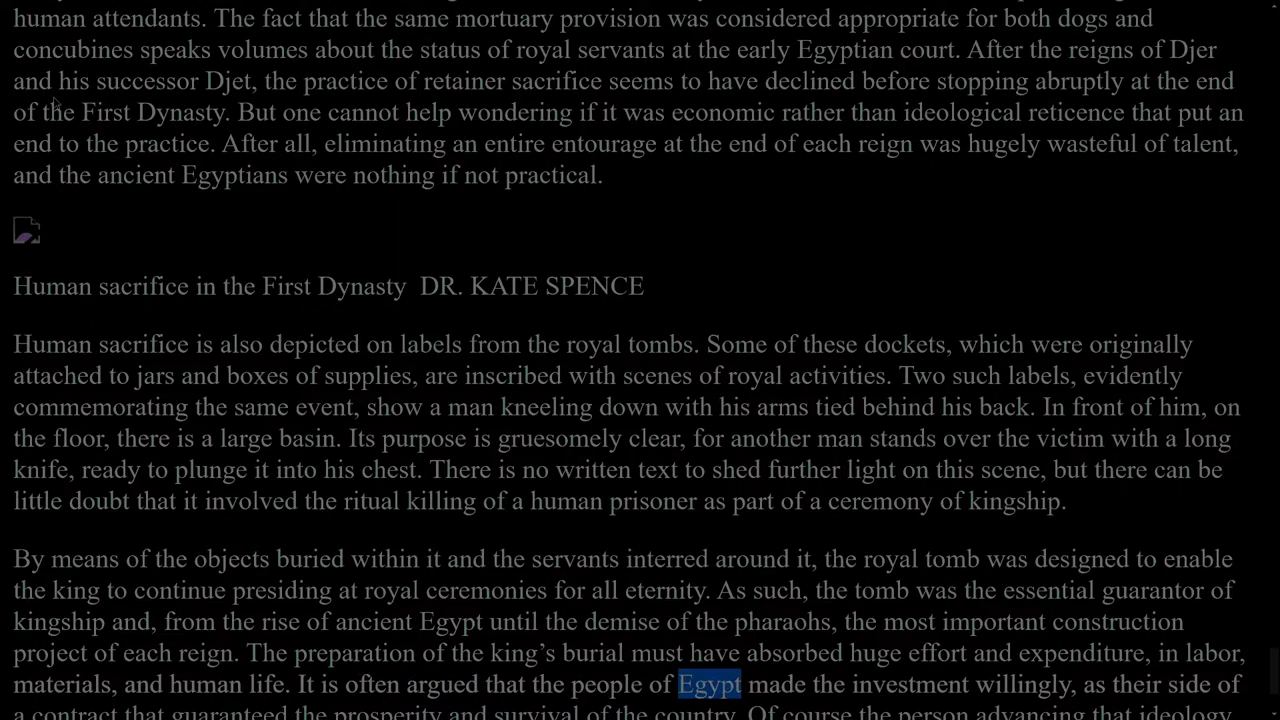 human attendants. The fact that the same mortuary provision was considered appropriate for both dogs and
concubines speaks volumes about the status of royal servants at the early Egyptian court. After the reigns of Djer
and his successor Djet, the practice of retainer sacrifice seems to have declined before stopping abruptly at the end
of the First Dynasty. But one cannot help wondering if it was economic rather than ideological reticence that put an
end to the practice. After all, eliminating an entire entourage at the end of each reign was hugely wasteful of talent,
and the ancient Egyptians were nothing if not practical.
Human sacrifice in the First Dynasty DR. KATE SPENCE
Human sacrifice is also depicted on labels from the royal tombs. Some of these dockets, which were originally
attached to jars and boxes of supplies, are inscribed with scenes of royal activities. Two such labels, evidently
commemorating the same event, show a man kneeling down with his arms tied behind his back. In front of him, on
the floor, there is a large basin. Its purpose is gruesomely clear, for another man stands over the victim with a long
knife, ready to plunge it into his chest. There is no written text to shed further light on this scene, but there can be
little doubt that it involved the ritual killing of a human prisoner as part of a ceremony of kingship.
By means of the objects buried within it and the servants interred around it, the royal tomb was designed to enable
the king to continue presiding at royal ceremonies for all eternity. As such, the tomb was the essential guarantor of
kingship and, from the rise of ancient Egypt until the demise of the pharaohs, the most important construction
project of each reign. The preparation of the king’s burial must have absorbed huge effort and expenditure, in labor,
materials, and human life. It is often argued that the people of Egypt made the investment willingly, as their side of
a contract that guaranteed the prosperity and survival of the country. Of course the person advancing that ideology